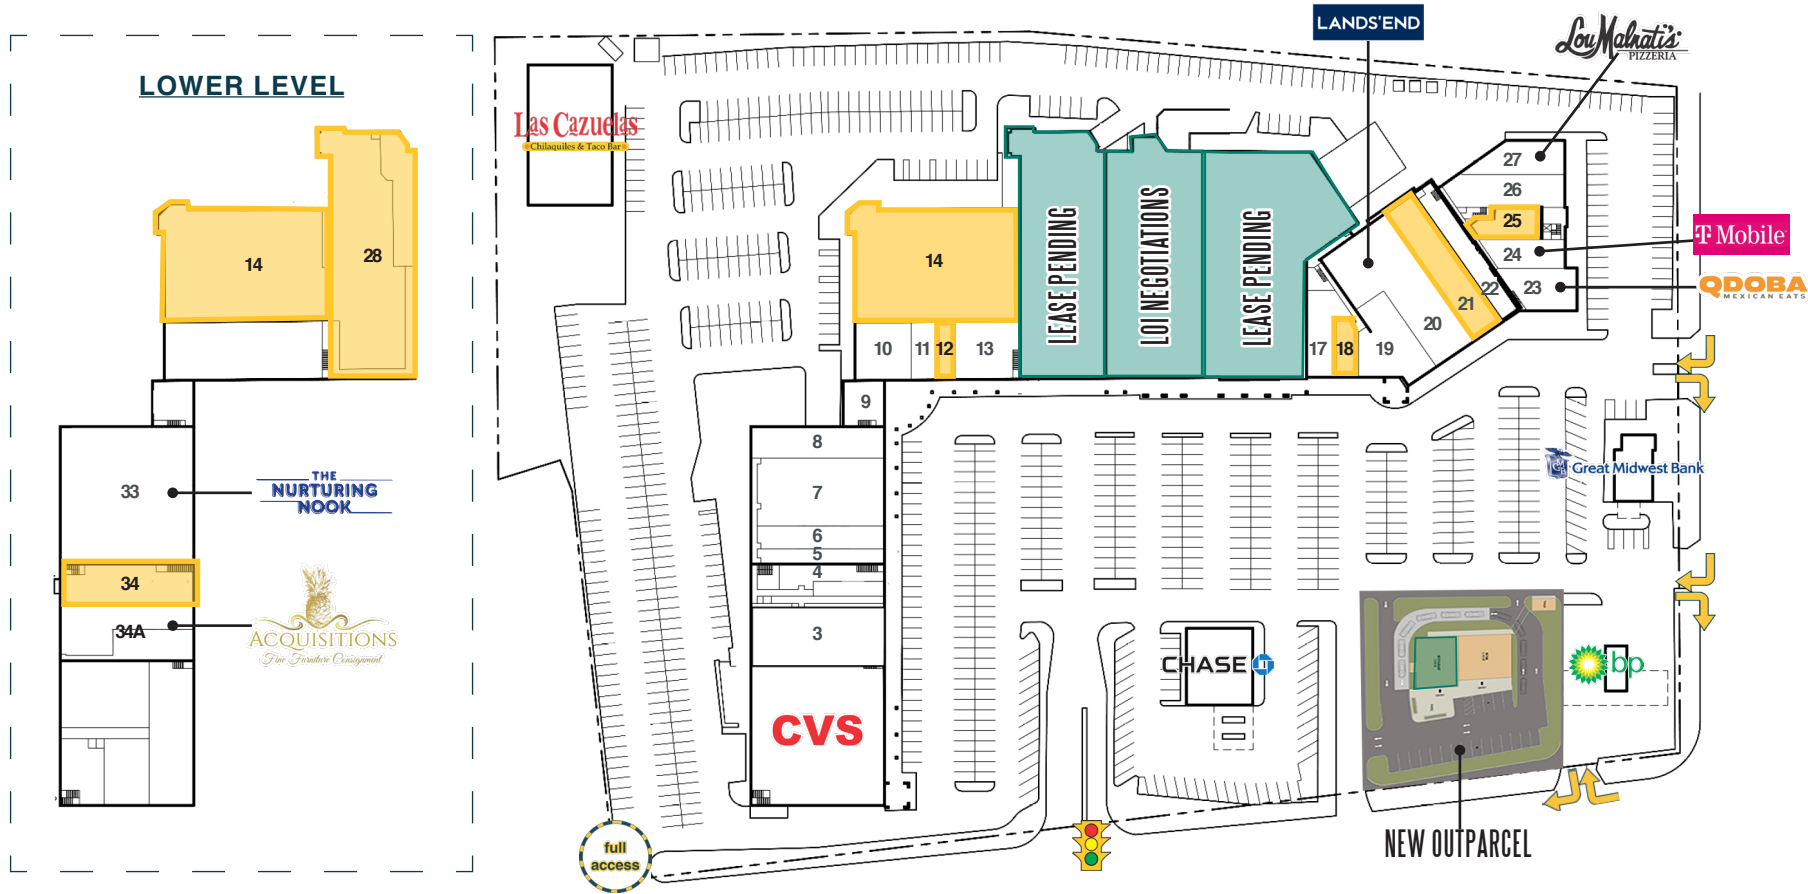 LOWER LEVEL
14
28
33
THE
NURTURING
NOOK
34
34A
ACQUISITIONS
Fine Furniture Consignment
Las Cazuelas
Chilaquiles & Taco Bar
LANDS'END
Lou Malnati's
PIZZERIA
T Mobile
QDOBA
MEXICAN EATS
14
LEASE PENDING
LOI NEGOTIATIONS
LEASE PENDING
27
26
25
24
23
22
21
20
19
18
17
13
12
11
10
9
8
7
6
5
4
3
CVS
CHASE
Great Midwest Bank
bp
NEW OUTPARCEL
full
access